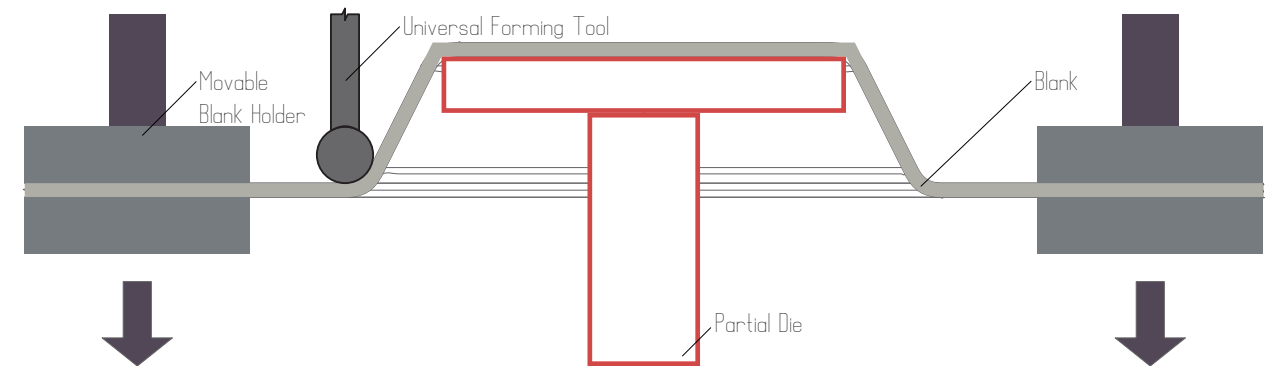 Universal Forming Tool
Movable
Blank Holder
Blank
Partial Die